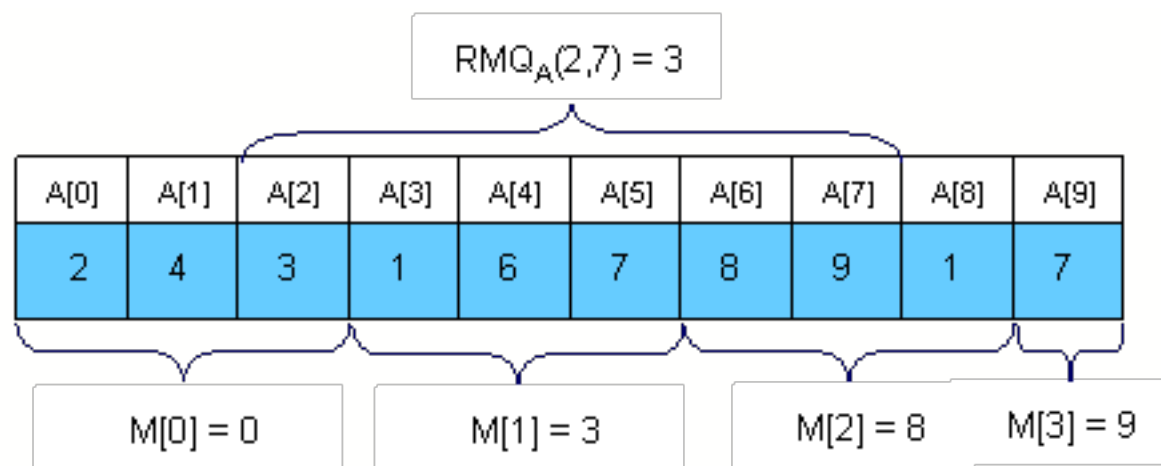 RMQA(2,7) = 3
A[0] A[1] A[2] A[3] A[4] A[5] A[6] A[7] A[8] A[9]
2 4 3 1 6 7 8 9 1 7
M[0] = 0 M[1] = 3 M[2] = 8 M[3] = 9